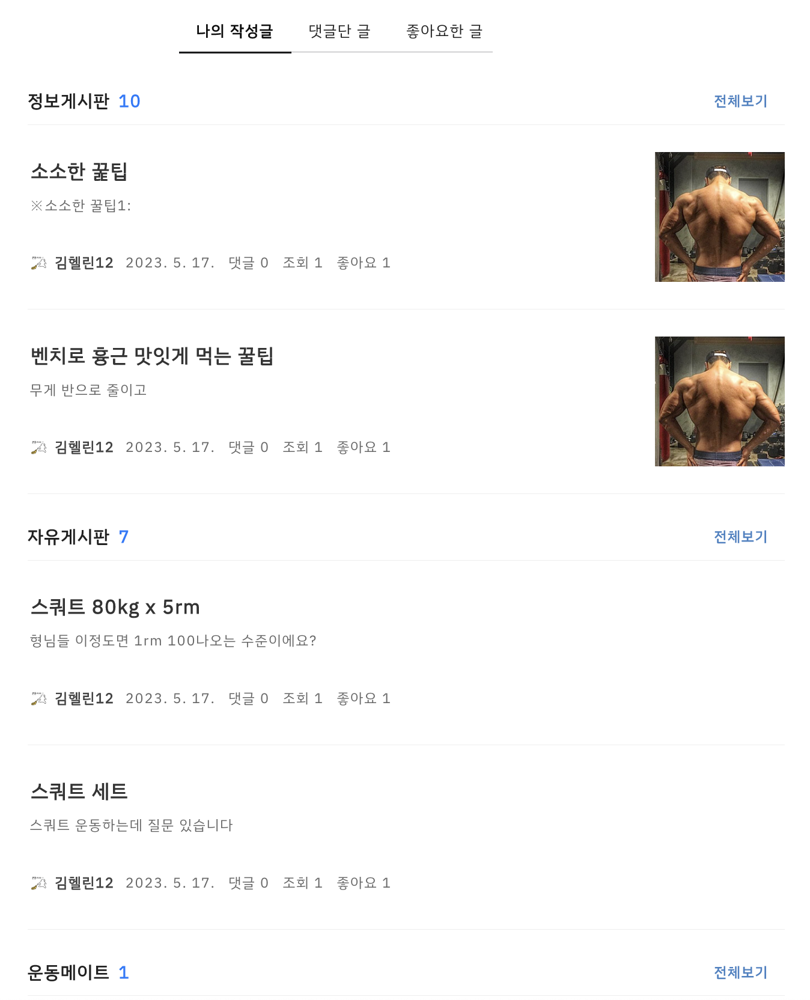 나의 작성글 댓글단 글 좋아요한 글
정보게시판 10 전체보기
소소한 꿑팁
※소소한 꿀팁1:
김헬린12 2023. 5. 17. 댓글 0 조회 1 좋아요 1
벤치로 흉근 맛잇게 먹는 꿀팁
무게 반으로 줄이고
김헬린12 2023. 5. 17. 댓글 0 조회 1 좋아요 1
자유게시판 7 전체보기
스쿼트 80kg x 5rm
형님들 이정도면 1rm 100나오는 수준이에요?
김헬린12 2023. 5. 17. 댓글 0 조회 1 좋아요 1
스쿼트 세트
스쿼트 운동하는데 질문 있습니다
김헬린12 2023. 5. 17. 댓글 0 조회 1 좋아요 1
운동메이트 1 전체보기